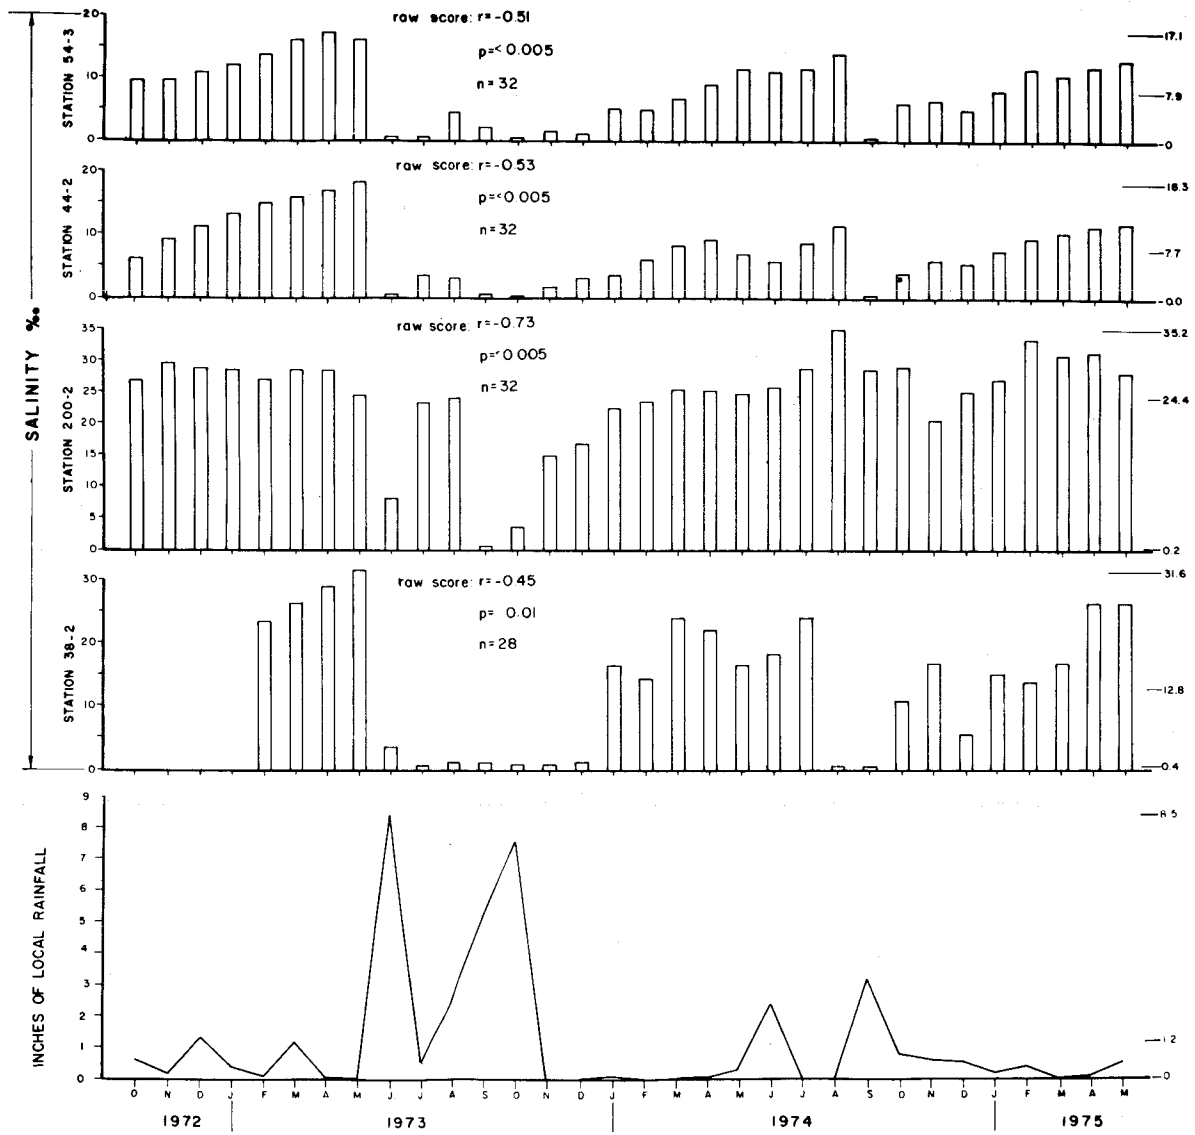 SALINITY ‰
STATION 54-3
20
10
0
raw score: r=-0.51
p=<0.005
n=32
17.1
7.9
0
STATION 44-2
20
10
0
raw score: r=-0.53
p=<0.005
n=32
18.3
7.7
0.0
STATION 200-2
35
30
25
20
15
10
5
0
raw score: r=-0.73
p=<0.005
n=32
35.2
24.4
0.2
STATION 38-2
30
20
10
0
raw score: r=-0.45
p= 0.01
n=28
31.6
12.8
0.4
INCHES OF LOCAL RAINFALL
9
8
7
6
5
4
3
2
1
0
8.5
1.2
0
O N D J F M A M J J A S O N D J F M A M J J A S O N D J F M A M
1972 1973 1974 1975